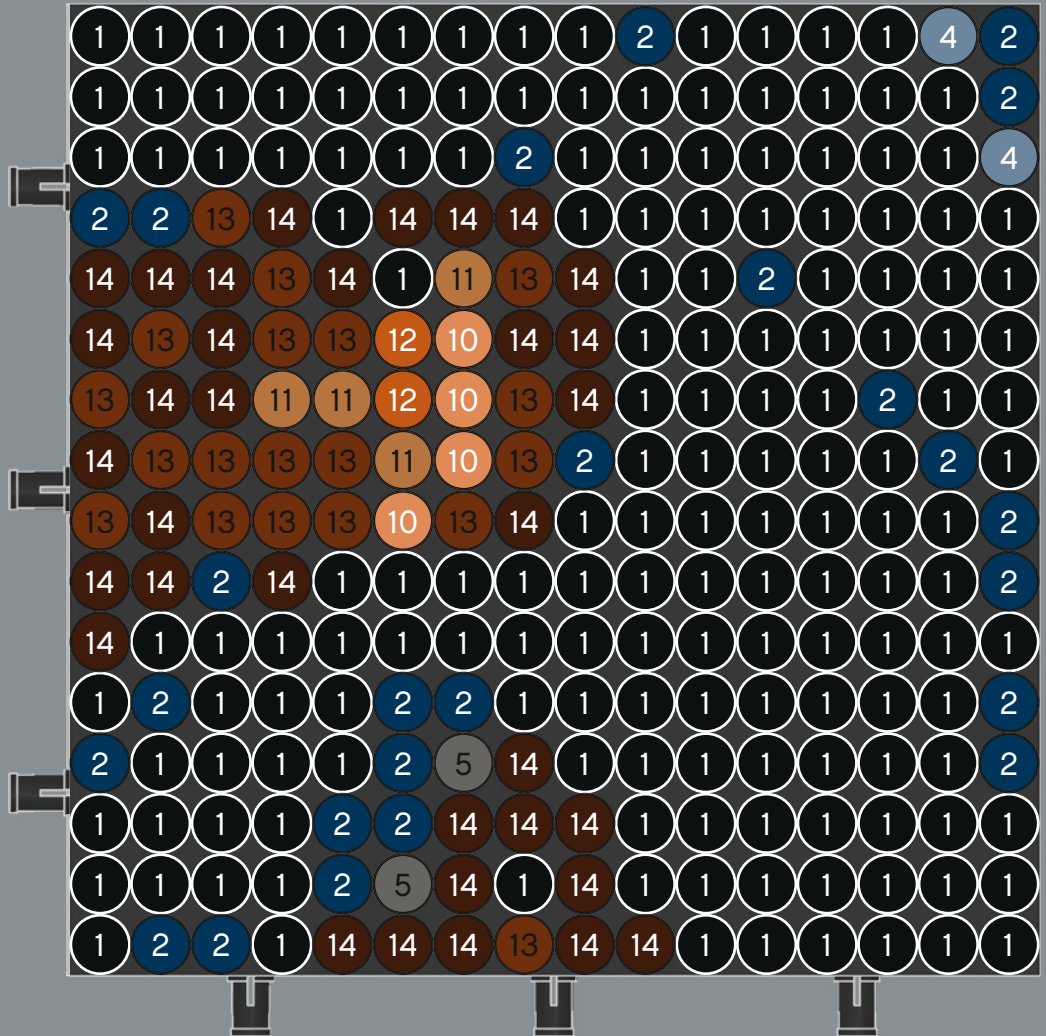 1 1 1 1 1 1 1 1 1 2 1 1 1 1 4 2
1 1 1 1 1 1 1 1 1 1 1 1 1 1 1 2
1 1 1 1 1 1 1 2 1 1 1 1 1 1 1 4
2 2 13 14 1 14 14 14 1 1 1 1 1 1 1 1
14 14 14 13 14 1 11 13 14 1 1 2 1 1 1 1
14 13 14 13 13 12 10 14 14 1 1 1 1 1 1 1
13 14 14 11 11 12 10 13 14 1 1 1 1 2 1 1
14 13 13 13 13 11 10 13 2 1 1 1 1 1 2 1
13 14 13 13 13 10 13 14 1 1 1 1 1 1 1 2
14 14 2 14 1 1 1 1 1 1 1 1 1 1 1 2
14 1 1 1 1 1 1 1 1 1 1 1 1 1 1 1
1 2 1 1 1 2 2 1 1 1 1 1 1 1 1 2
2 1 1 1 1 2 5 14 1 1 1 1 1 1 1 2
1 1 1 1 2 2 14 14 14 1 1 1 1 1 1 1
1 1 1 1 2 5 14 1 14 1 1 1 1 1 1 1
1 2 2 1 14 14 14 13 14 14 1 1 1 1 1 1